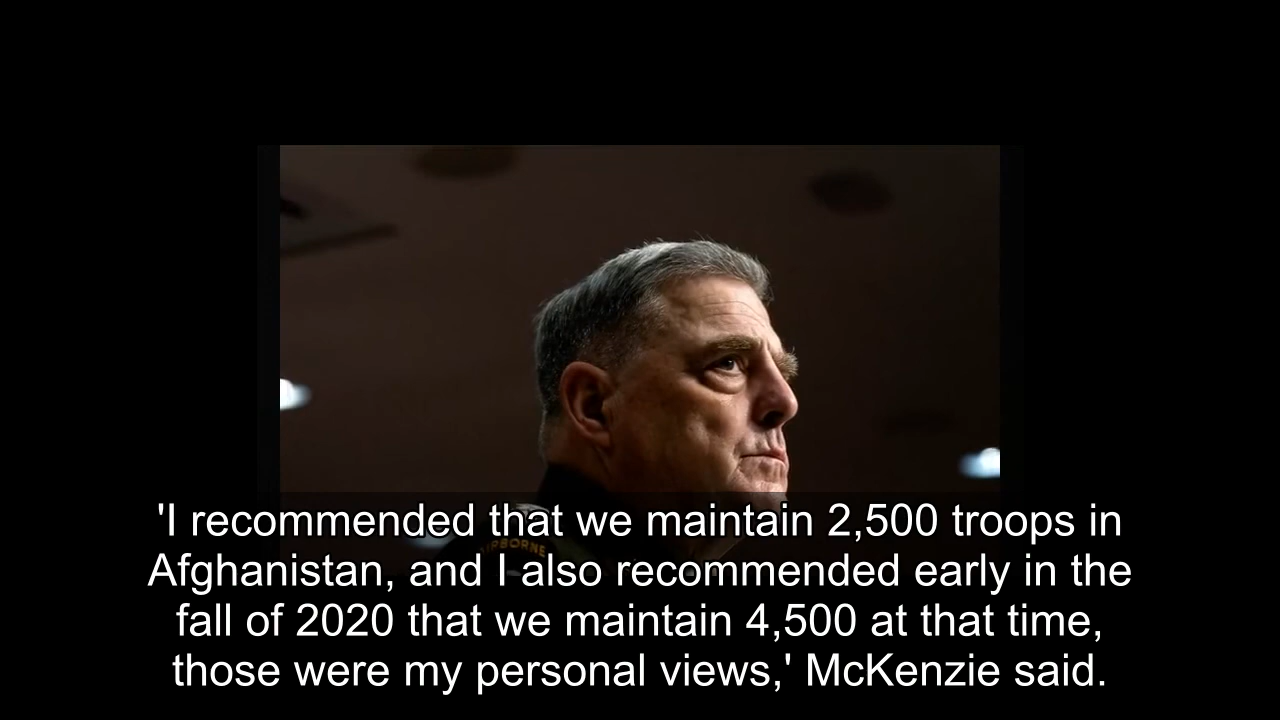 AIRBORNE
'I recommended that we maintain 2,500 troops in
Afghanistan, and I also recommended early in the
fall of 2020 that we maintain 4,500 at that time,
those were my personal views,' McKenzie said.